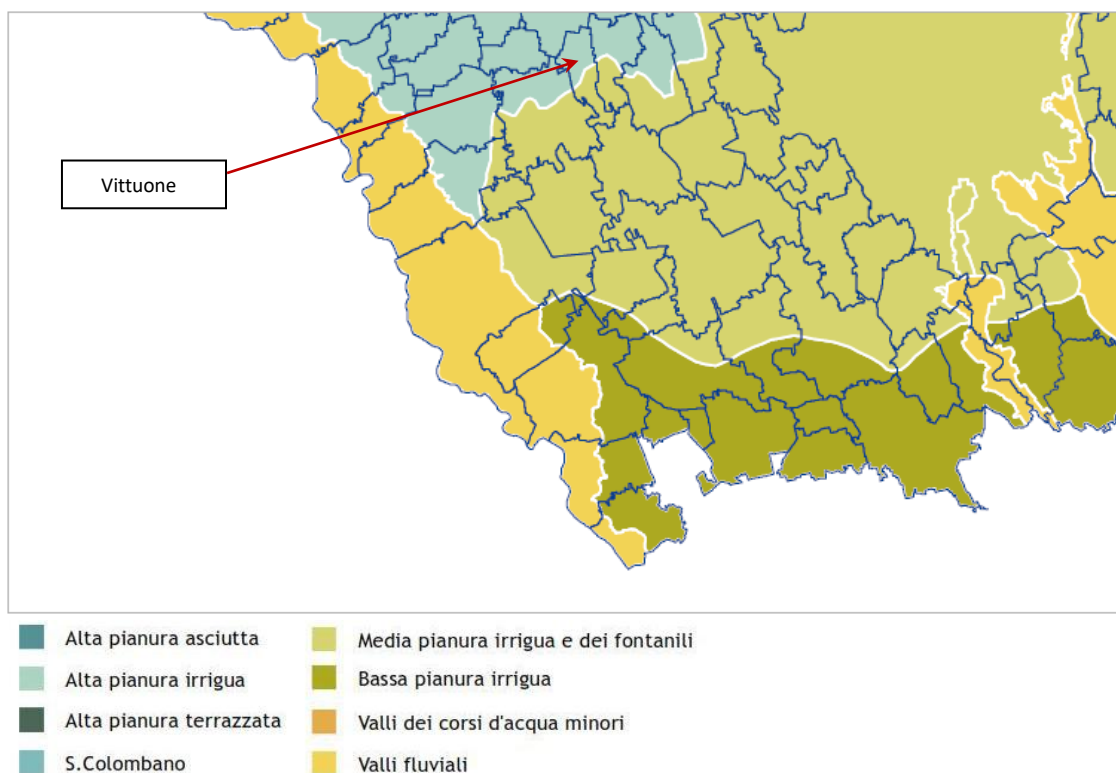 Vittuone
Alta pianura asciutta
Alta pianura irrigua
Alta pianura terrazzata
S.Colombano
Media pianura irrigua e dei fontanili
Bassa pianura irrigua
Valli dei corsi d'acqua minori
Valli fluviali